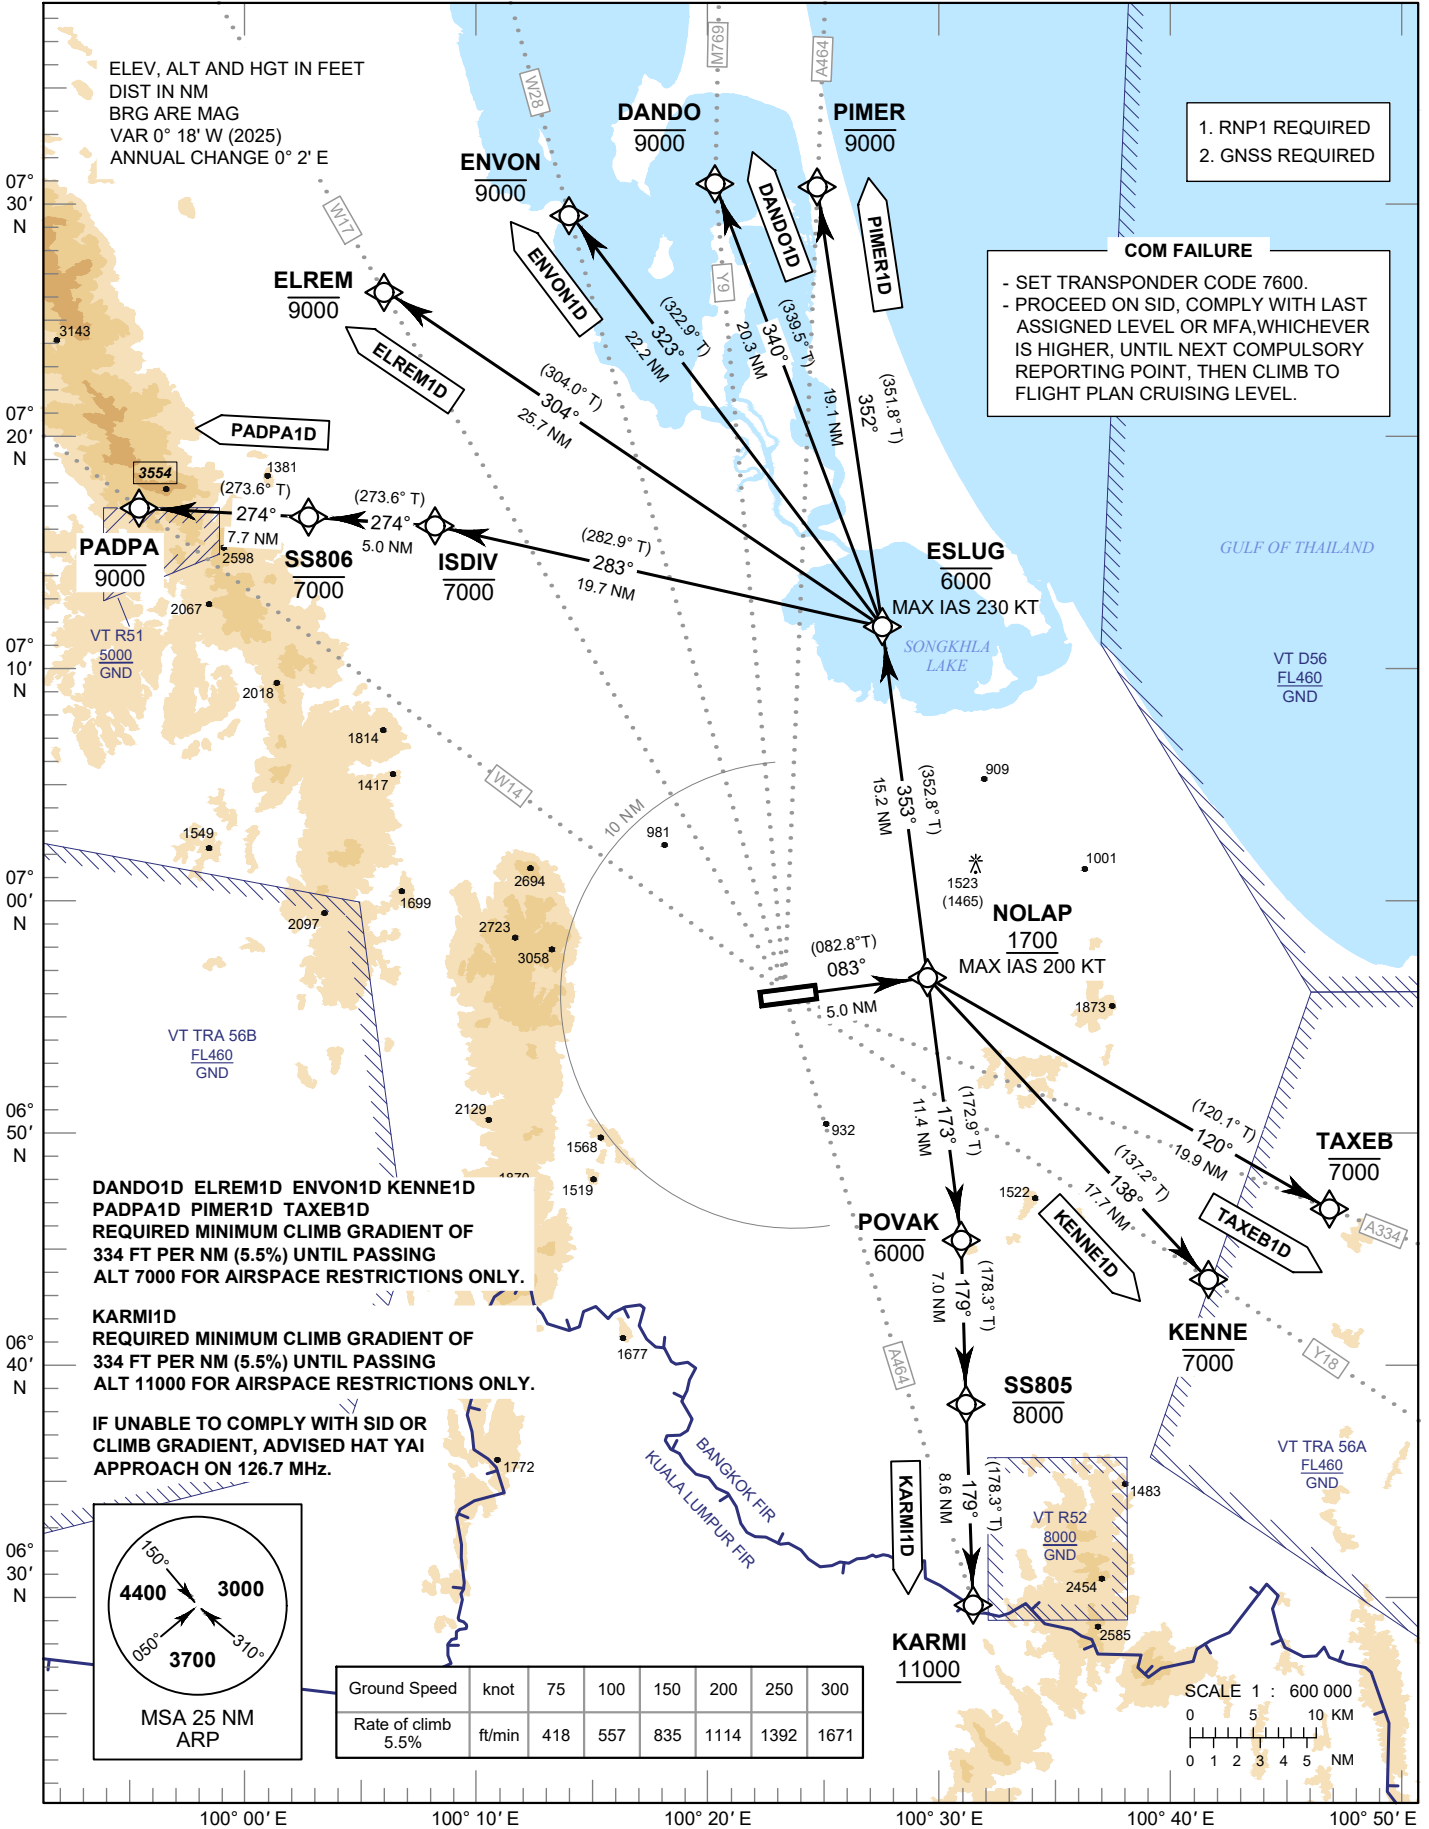 ELEV, ALT AND HGT IN FEET
DIST IN NM
BRG ARE MAG
VAR 0° 18' W (2025)
ANNUAL CHANGE 0° 2' E
1. RNP1 REQUIRED
2. GNSS REQUIRED
COM FAILURE
- SET TRANSPONDER CODE 7600.
- PROCEED ON SID, COMPLY WITH LAST
ASSIGNED LEVEL OR MFA,WHICHEVER
IS HIGHER, UNTIL NEXT COMPULSORY
REPORTING POINT, THEN CLIMB TO
FLIGHT PLAN CRUISING LEVEL.
W28
M769
A464
W17
Y9
W14
DANDO
9000
PIMER
9000
ENVON
9000
ELREM
9000
DANDO1D
PIMER1D
ENVON1D
ELREM1D
PADPA1D
(322.9° T)
323°
22.2 NM
(339.5° T)
340°
20.3 NM
(351.8° T)
352°
19.1 NM
(304.0° T)
304°
25.7 NM
(282.9° T)
283°
19.7 NM
(273.6° T)
274°
5.0 NM
(273.6° T)
274°
7.7 NM
3143
3554
1381
PADPA
9000
SS806
7000
ISDIV
7000
2598
2067
VT R51
5000
GND
2018
1814
1417
1549
1699
2097
ESLUG
6000
MAX IAS 230 KT
SONGKHLA
LAKE
GULF OF THAILAND
VT D56
FL460
GND
(352.8° T)
353°
15.2 NM
10 NM
981
909
1523
(1465)
1001
2694
2723
3058
NOLAP
1700
MAX IAS 200 KT
(082.8°T)
083°
5.0 NM
1873
VT TRA 56B
FL460
GND
2129
1568
1519
1870
932
(172.9° T)
173°
11.4 NM
(120.1° T)
120°
19.9 NM
(137.2° T)
138°
17.7 NM
TAXEB
7000
A334
1522
KENNE1D
TAXEB1D
POVAK
6000
KENNE
7000
Y18
(178.3° T)
179°
7.0 NM
A464
DANDO1D ELREM1D ENVON1D KENNE1D
PADPA1D PIMER1D TAXEB1D
REQUIRED MINIMUM CLIMB GRADIENT OF
334 FT PER NM (5.5%) UNTIL PASSING
ALT 7000 FOR AIRSPACE RESTRICTIONS ONLY.
KARMI1D
REQUIRED MINIMUM CLIMB GRADIENT OF
334 FT PER NM (5.5%) UNTIL PASSING
ALT 11000 FOR AIRSPACE RESTRICTIONS ONLY.
IF UNABLE TO COMPLY WITH SID OR
CLIMB GRADIENT, ADVISED HAT YAI
APPROACH ON 126.7 MHz.
1677
1772
SS805
8000
BANGKOK FIR
KUALA LUMPUR FIR
KARMI1D
(178.3° T)
179°
8.6 NM
VT R52
8000
GND
1483
2454
2585
VT TRA 56A
FL460
GND
KARMI
11000
150°
4400
3000
050°
310°
3700
MSA 25 NM
ARP
Ground Speed knot 75 100 150 200 250 300
Rate of climb
5.5% ft/min 418 557 835 1114 1392 1671
SCALE 1 : 600 000
0 5 10 KM
0 1 2 3 4 5 NM
07°
30'
N
07°
20'
N
07°
10'
N
07°
00'
N
06°
50'
N
06°
40'
N
06°
30'
N
100° 00' E
100° 10' E
100° 20' E
100° 30' E
100° 40' E
100° 50' E